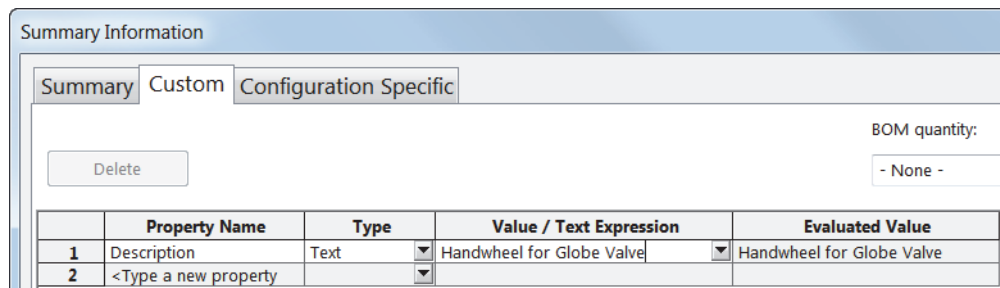 Summary Information
Summary Custom Configuration Specific
BOM quantity:
Delete
- None -
Property Name Type Value / Text Expression Evaluated Value
1 Description Text Handwheel for Globe Valve Handwheel for Globe Valve
2 <Type a new property